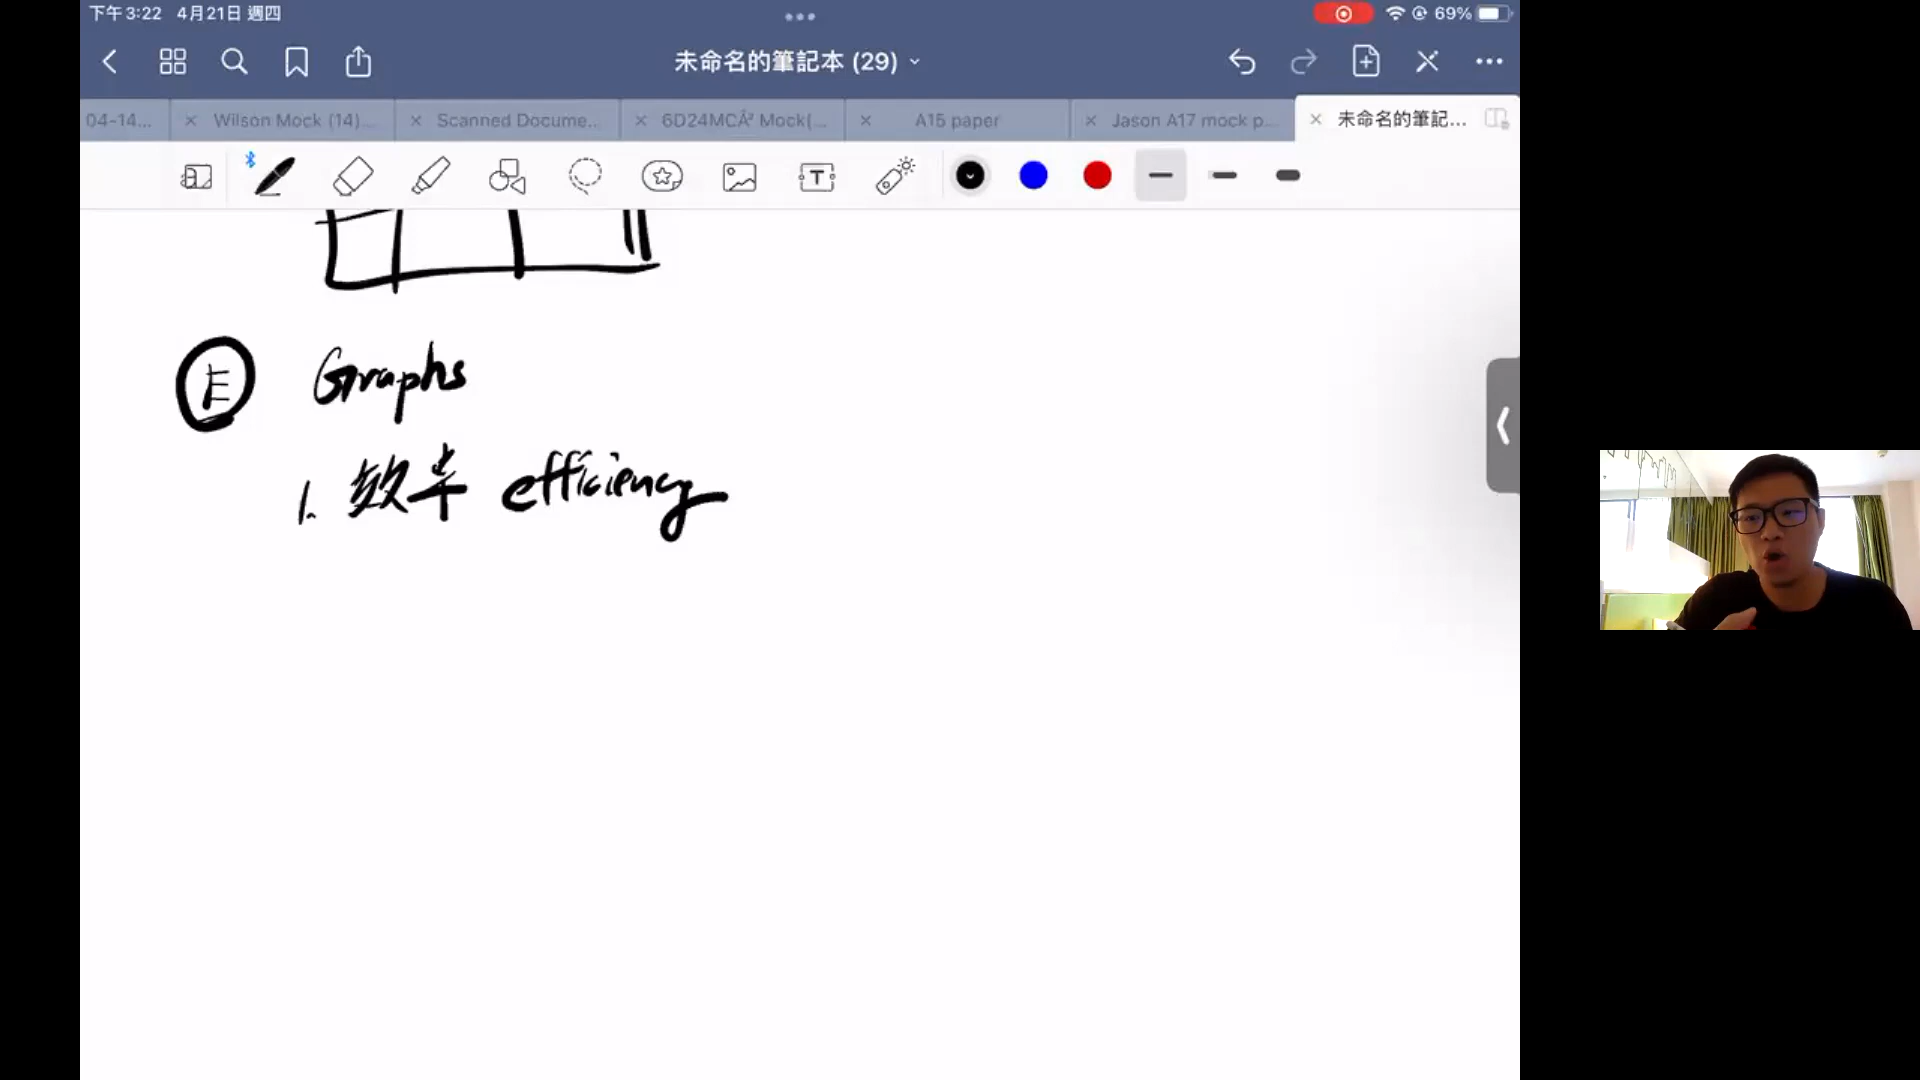 下午3:22 4月21日 週四
69%
未命名的筆記本 (29)
04-14...
Wilson Mock (14)...
Scanned Docume...
6D24MCÂ² Mock(...
A15 paper
Jason A17 mock p...
未命名的筆記...
T
E Graphs
1. 效率 efficiency